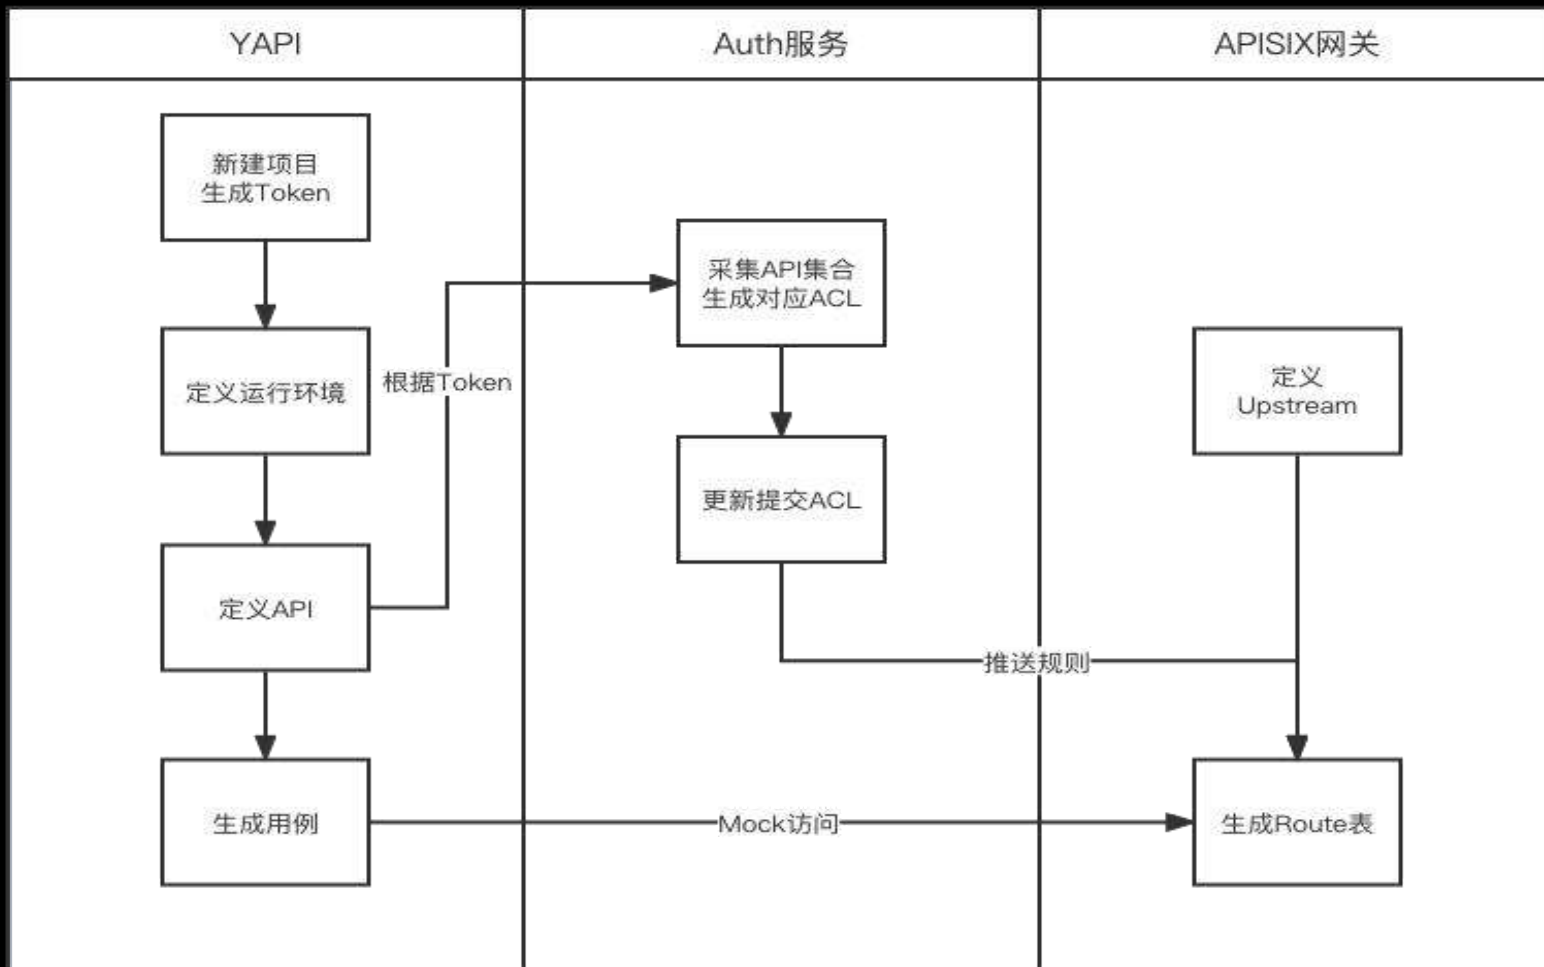 YAPI
Auth服务
APISIX网关
新建项目
生成Token
采集API集合
生成对应ACL
定义运行环境
根据Token
定义
Upstream
更新提交ACL
定义API
推送规则
生成用例
Mock访问
生成Route表